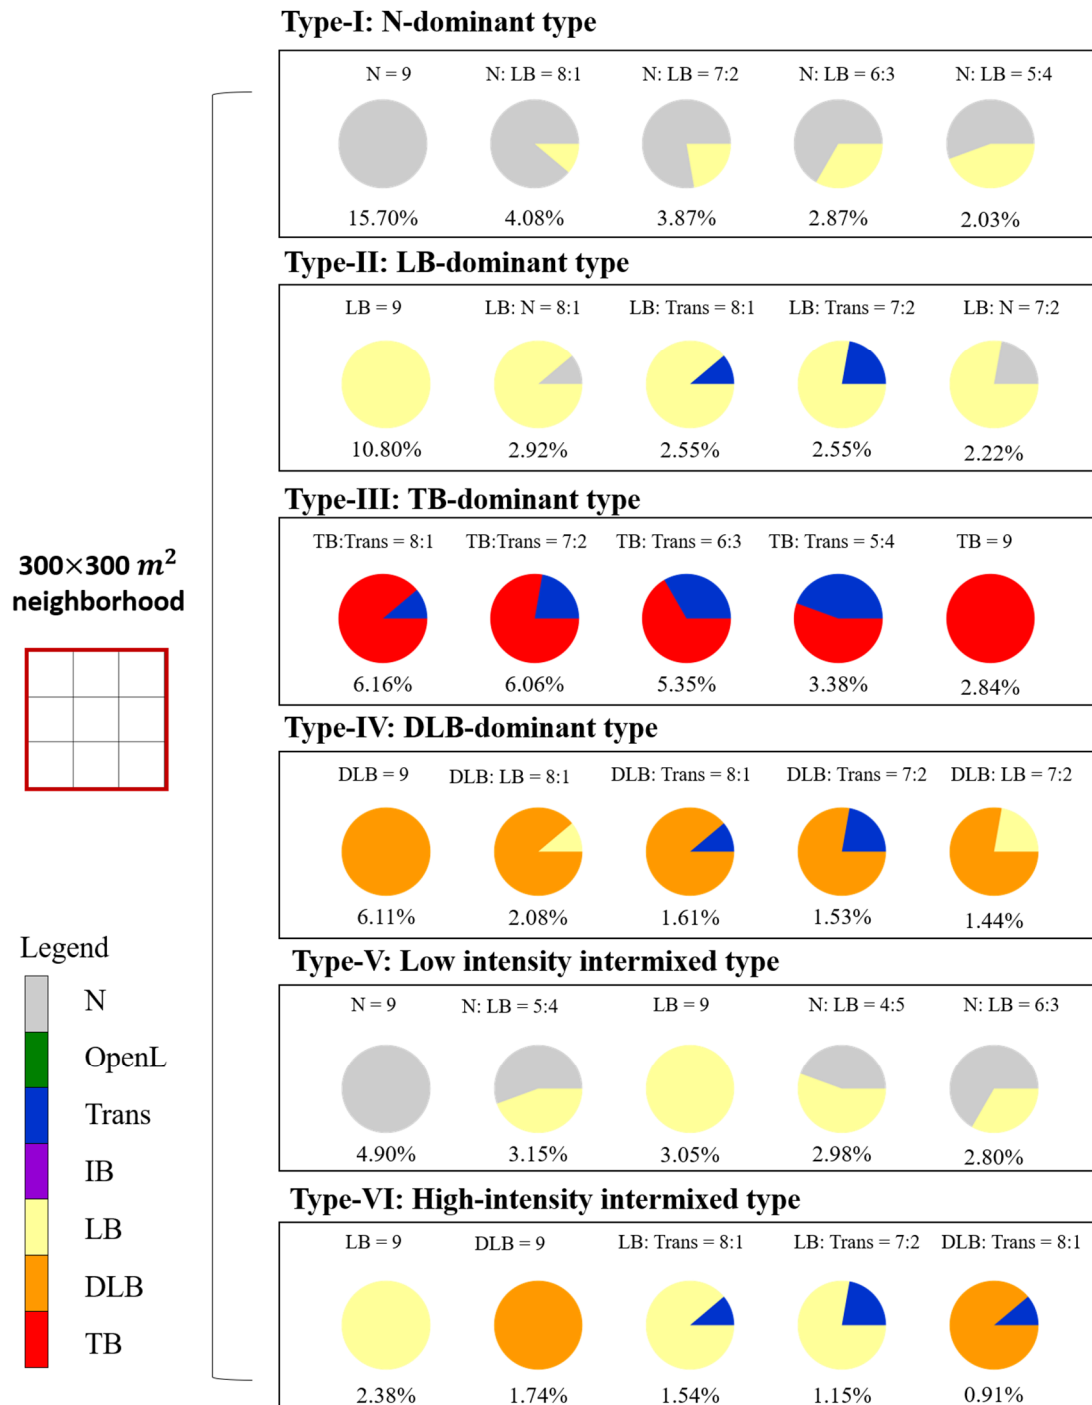 Type-I: N-dominant type
N = 9
N: LB = 8:1
N: LB = 7:2
N: LB = 6:3
N: LB = 5:4
15.70%
4.08%
3.87%
2.87%
2.03%
Type-II: LB-dominant type
LB = 9
LB: N = 8:1
LB: Trans = 8:1
LB: Trans = 7:2
LB: N = 7:2
10.80%
2.92%
2.55%
2.55%
2.22%
Type-III: TB-dominant type
TB:Trans = 8:1
TB:Trans = 7:2
TB: Trans = 6:3
TB: Trans = 5:4
TB = 9
6.16%
6.06%
5.35%
3.38%
2.84%
300×300 m²
neighborhood
Type-IV: DLB-dominant type
DLB = 9
DLB: LB = 8:1
DLB: Trans = 8:1
DLB: Trans = 7:2
DLB: LB = 7:2
6.11%
2.08%
1.61%
1.53%
1.44%
Type-V: Low intensity intermixed type
N = 9
N: LB = 5:4
LB = 9
N: LB = 4:5
N: LB = 6:3
4.90%
3.15%
3.05%
2.98%
2.80%
Type-VI: High-intensity intermixed type
LB = 9
DLB = 9
LB: Trans = 8:1
LB: Trans = 7:2
DLB: Trans = 8:1
2.38%
1.74%
1.54%
1.15%
0.91%
Legend
N
OpenL
Trans
IB
LB
DLB
TB